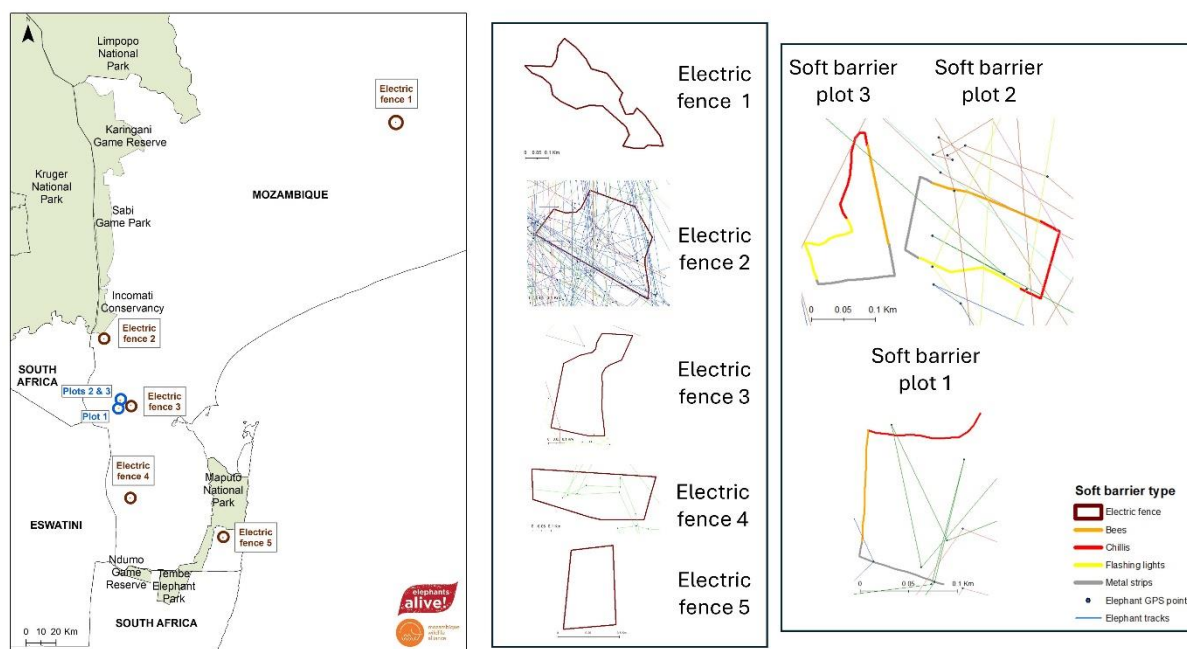 N
Limpopo
National
Park
Electric
fence 1
Karingani
Game Reserve
Kruger
National
Park
MOZAMBIQUE
Sabi
Game Park
Incomati
Conservancy
Electric
fence 2
SOUTH
AFRICA
Plots 2 & 3
Electric
fence 3
Plot 1
Electric
fence 4
Maputo
National
Park
ESWATINI
Electric
fence 5
Ndumo
Game
Reserve
Tembe
Elephant
Park
SOUTH AFRICA
0 10 20 Km
elephants
alive!
mozambique
wildlife
alliance
Electric
fence 1
Electric
fence 2
Electric
fence 3
Electric
fence 4
Electric
fence 5
Soft barrier
plot 3
Soft barrier
plot 2
0 0.05 0.1 Km
Soft barrier
plot 1
0 0.05 0.1 Km
Soft barrier type
Electric fence
Bees
Chillis
Flashing lights
Metal strips
Elephant GPS point
Elephant tracks